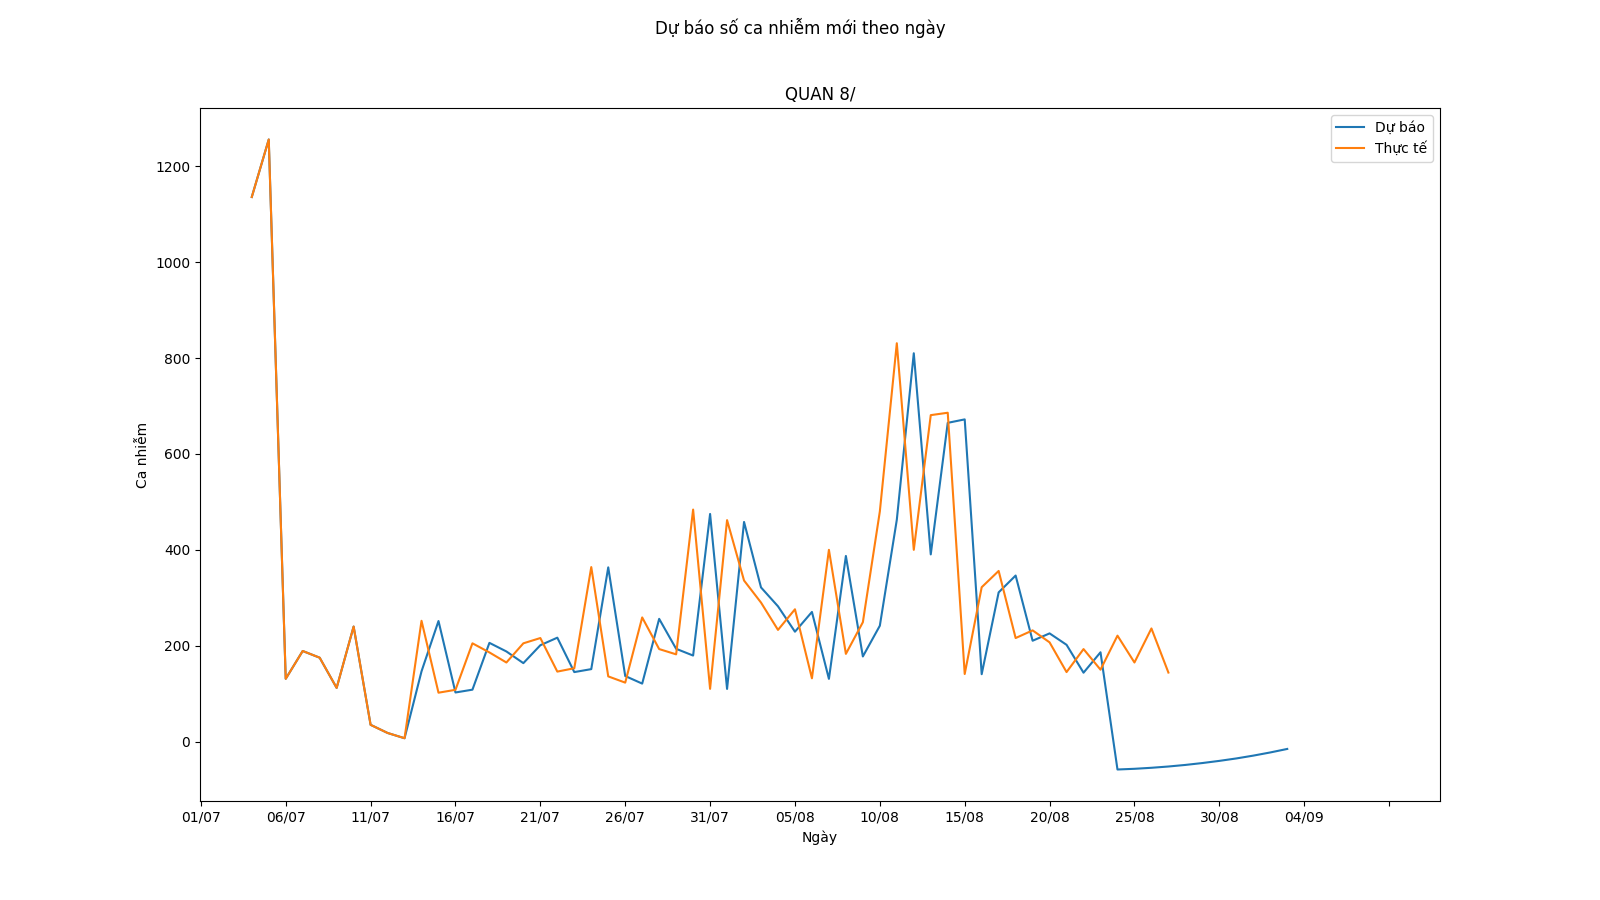 Dự báo số ca nhiễm mới theo ngày
QUAN 8/
Dự báo
Thực tế
1200
1000
800
600
400
200
0
Ca nhiễm
01/07 06/07 11/07 16/07 21/07 26/07 31/07 05/08 10/08 15/08 20/08 25/08 30/08 04/09
Ngày